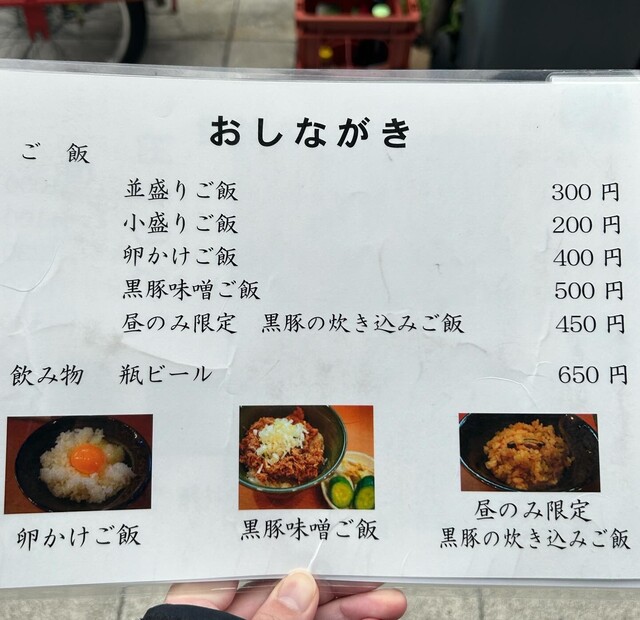 おしながき
ご 飯
並盛りご飯 300 円
小盛りご飯 200 円
卵かけご飯 400 円
黒豚味噌ご飯 500 円
昼のみ限定 黒豚の炊き込みご飯 450 円
飲み物 瓶ビール 650 円
卵かけご飯
黒豚味噌ご飯
昼のみ限定
黒豚の炊き込みご飯